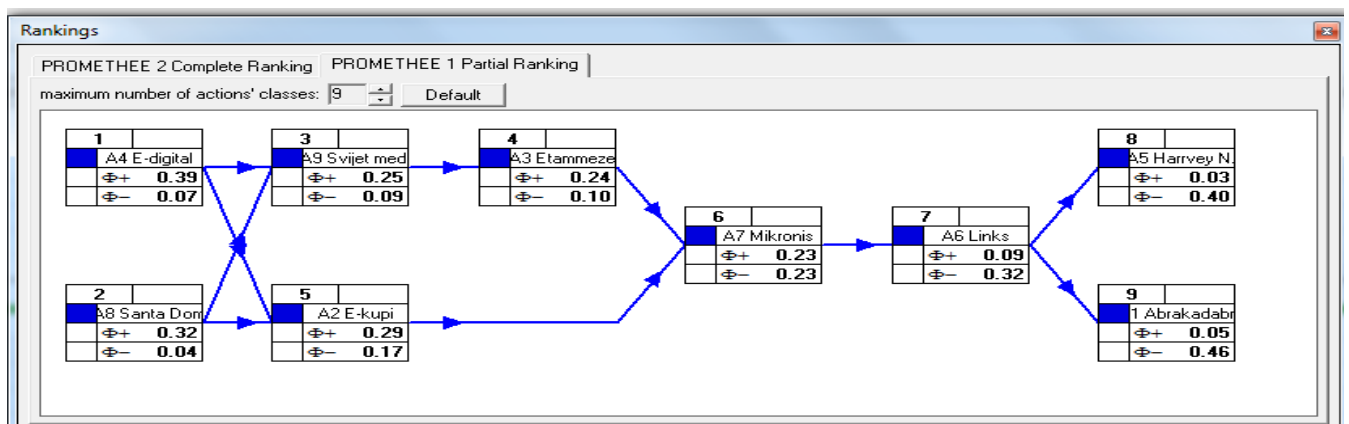 Rankings
PROMETHEE 2 Complete Ranking PROMETHEE 1 Partial Ranking
maximum number of actions' classes: 9 Default
1
A4 E-digital
Φ+ 0.39
Φ− 0.07
3
A9 Svijet med
Φ+ 0.25
Φ− 0.09
4
A3 Etammeze
Φ+ 0.24
Φ− 0.10
8
A5 Harrvey N.
Φ+ 0.03
Φ− 0.40
6
A7 Mikronis
Φ+ 0.23
Φ− 0.23
7
A6 Links
Φ+ 0.09
Φ− 0.32
2
A8 Santa Dom
Φ+ 0.32
Φ− 0.04
5
A2 E-kupi
Φ+ 0.29
Φ− 0.17
9
1 Abrakadabr
Φ+ 0.05
Φ− 0.46